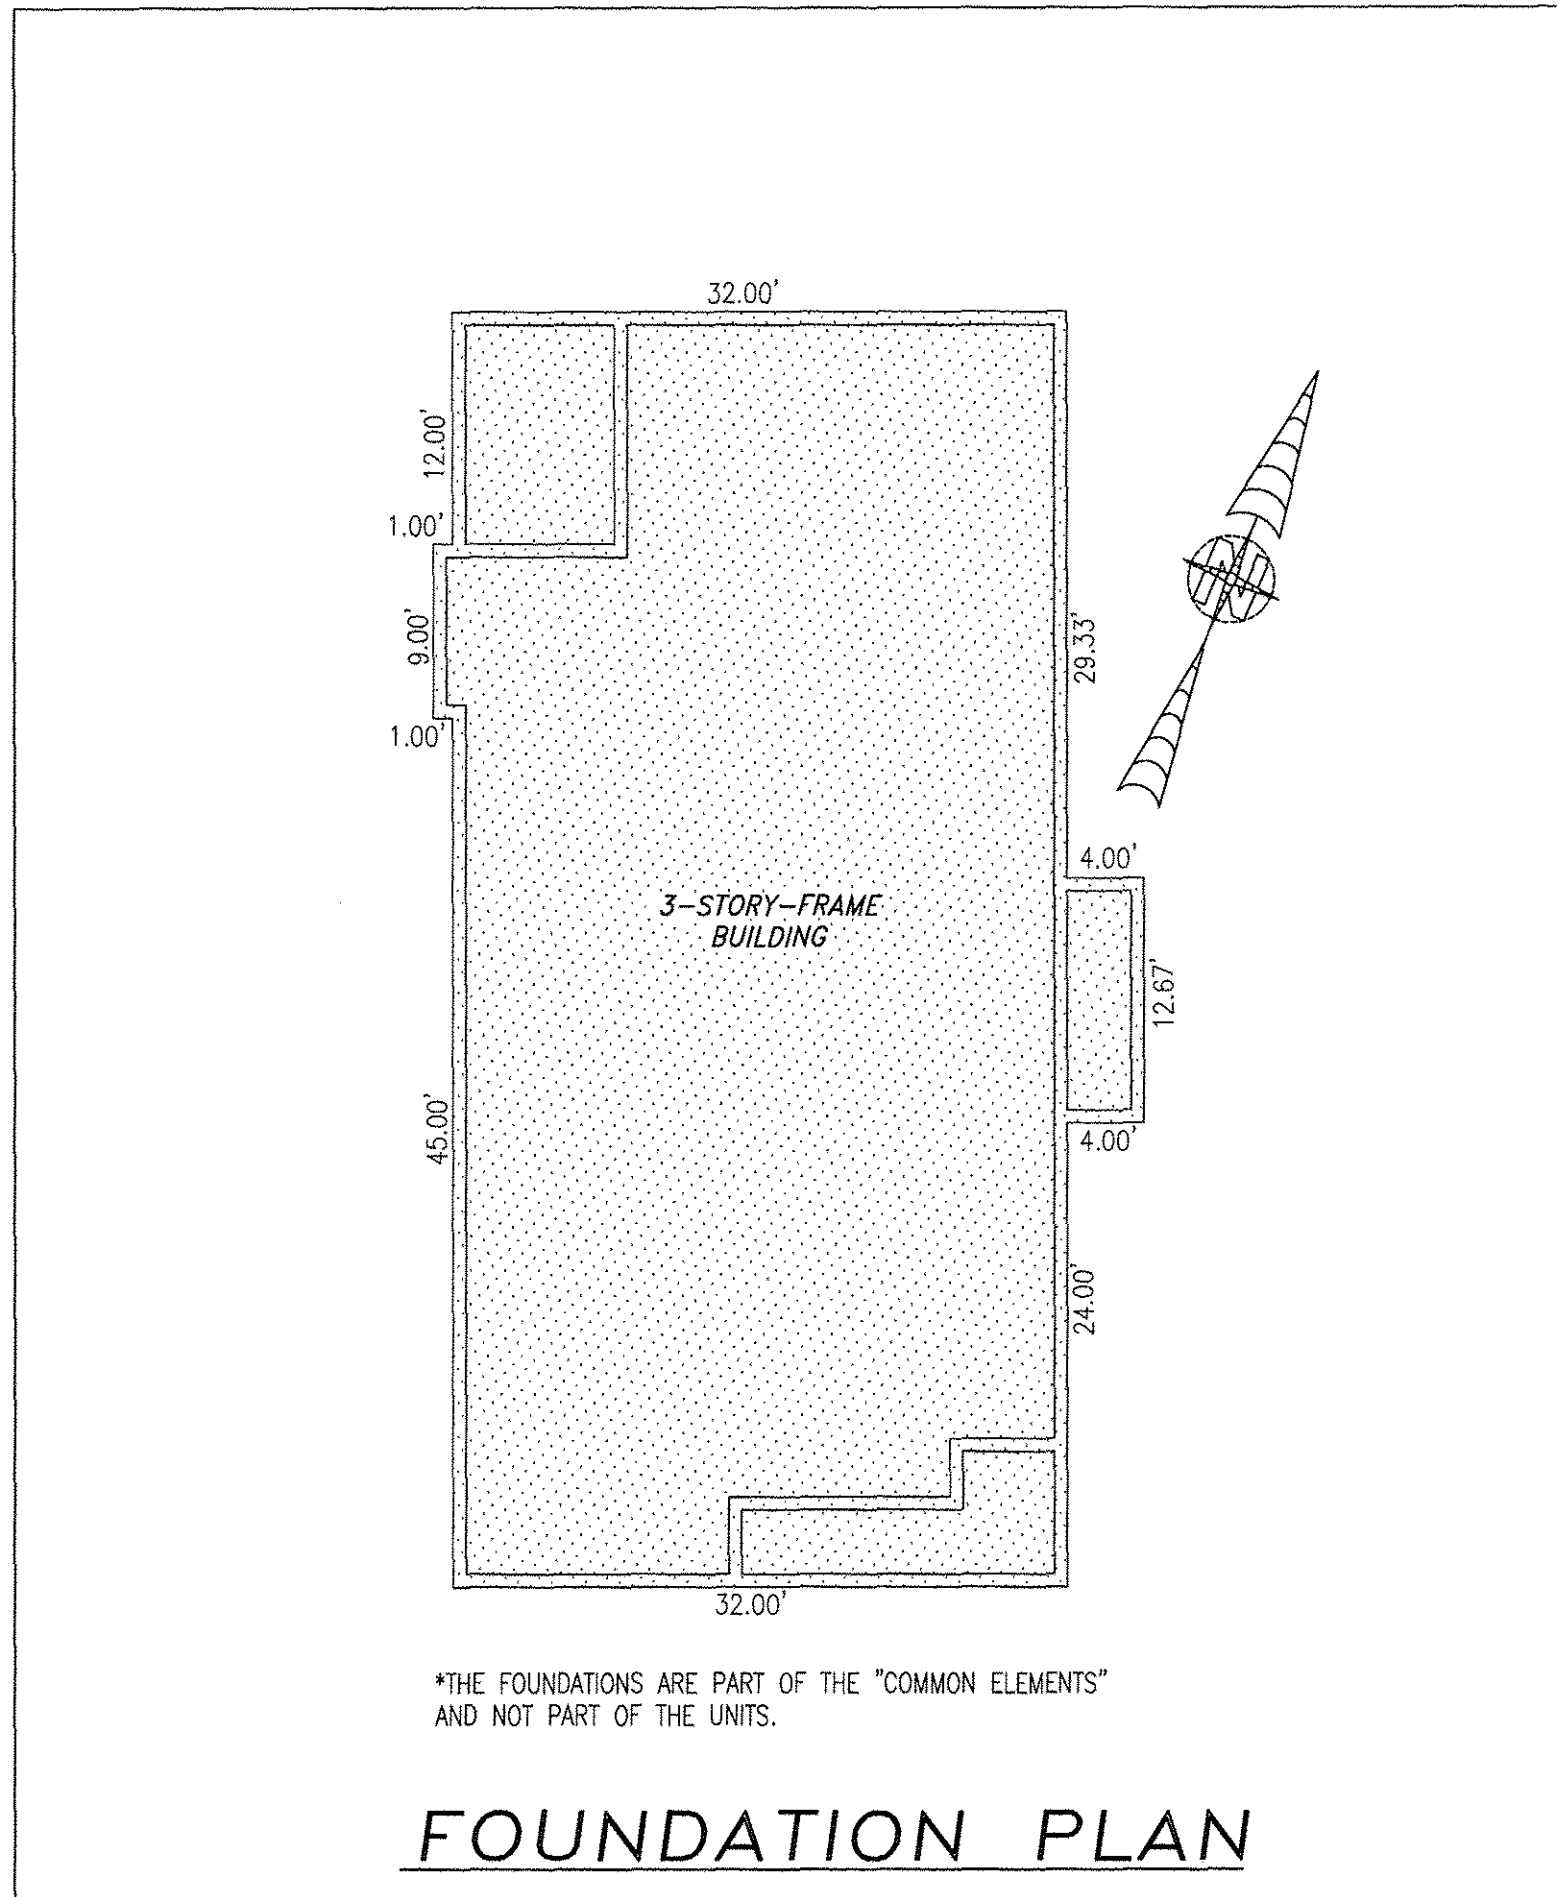 32.00'
12.00'
1.00'
9.00'
1.00'
29.33'
4.00'
3-STORY-FRAME
BUILDING
12.67'
45.00'
4.00'
24.00'
32.00'
*THE FOUNDATIONS ARE PART OF THE "COMMON ELEMENTS"
AND NOT PART OF THE UNITS.
FOUNDATION PLAN